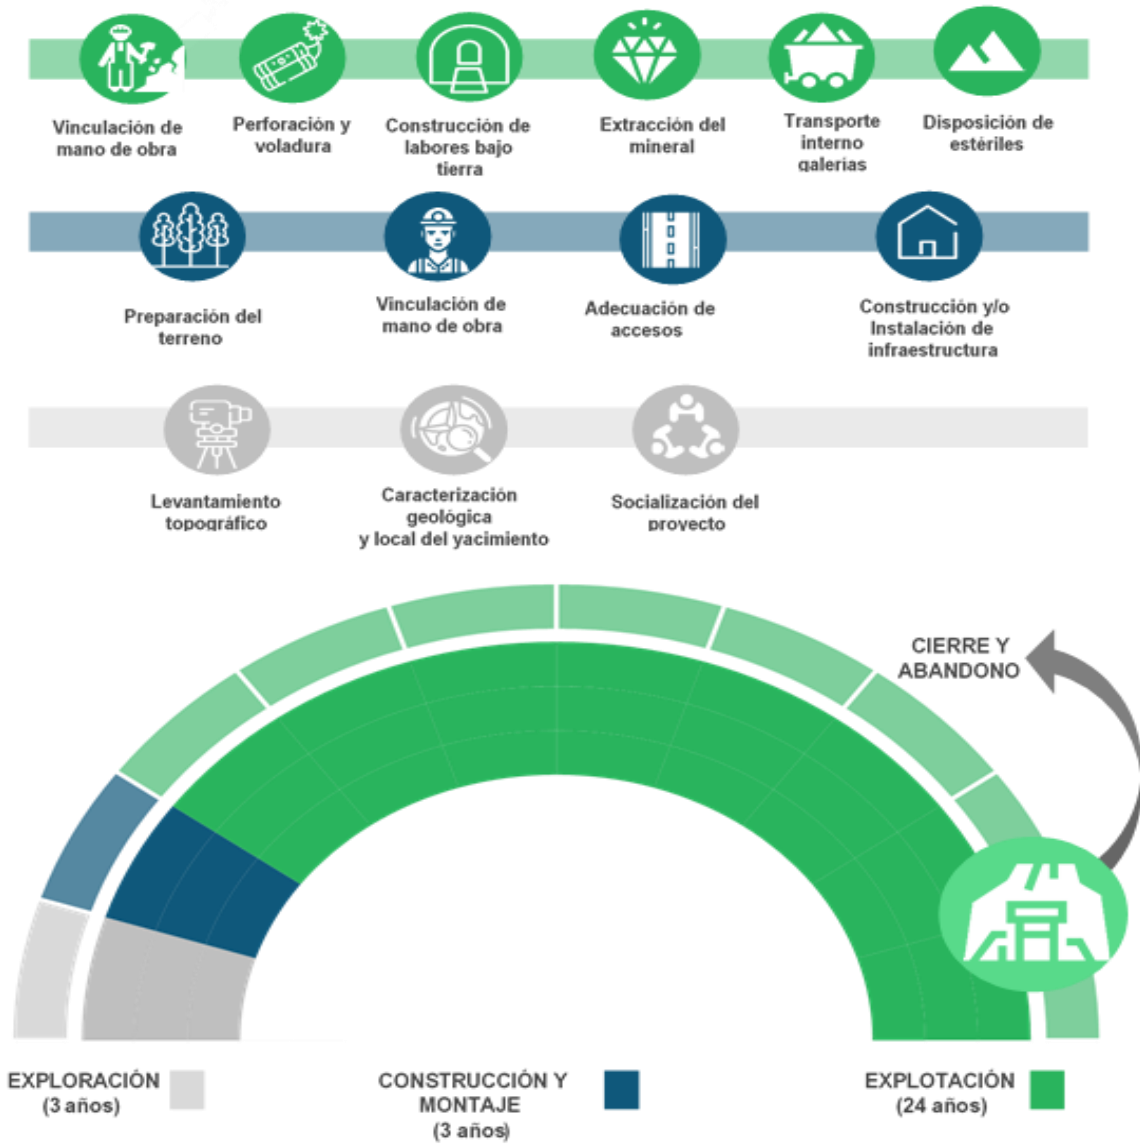 Vinculación de
mano de obra
Perforación y
voladura
Construcción de
labores bajo
tierra
Extracción del
mineral
Transporte
interno
galerías
Disposición de
estériles
Preparación del
terreno
Vinculación de
mano de obra
Adecuación de
accesos
Construcción y/o
Instalación de
infraestructura
Levantamiento
topográfico
Caracterización
geológica
y local del yacimiento
Socialización del
proyecto
CIERRE Y
ABANDONO
EXPLORACIÓN
(3 años)
CONSTRUCCIÓN Y
MONTAJE
(3 años)
EXPLOTACIÓN
(24 años)